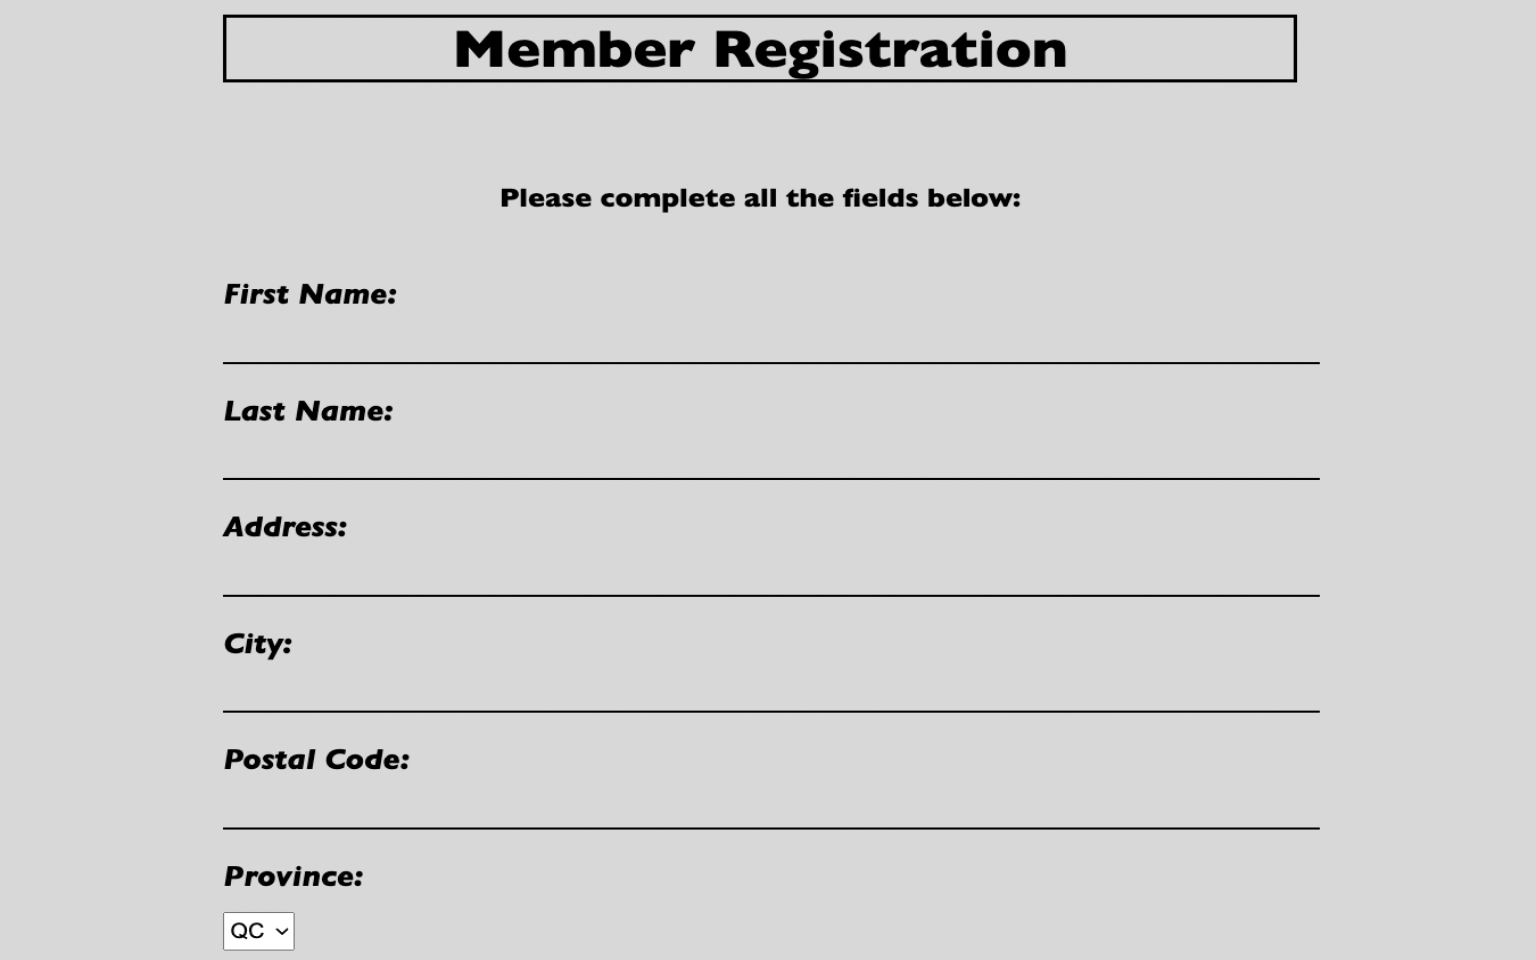 Member Registration
Please complete all the fields below:
First Name:
Last Name:
Address:
City:
Postal Code:
Province:
QC